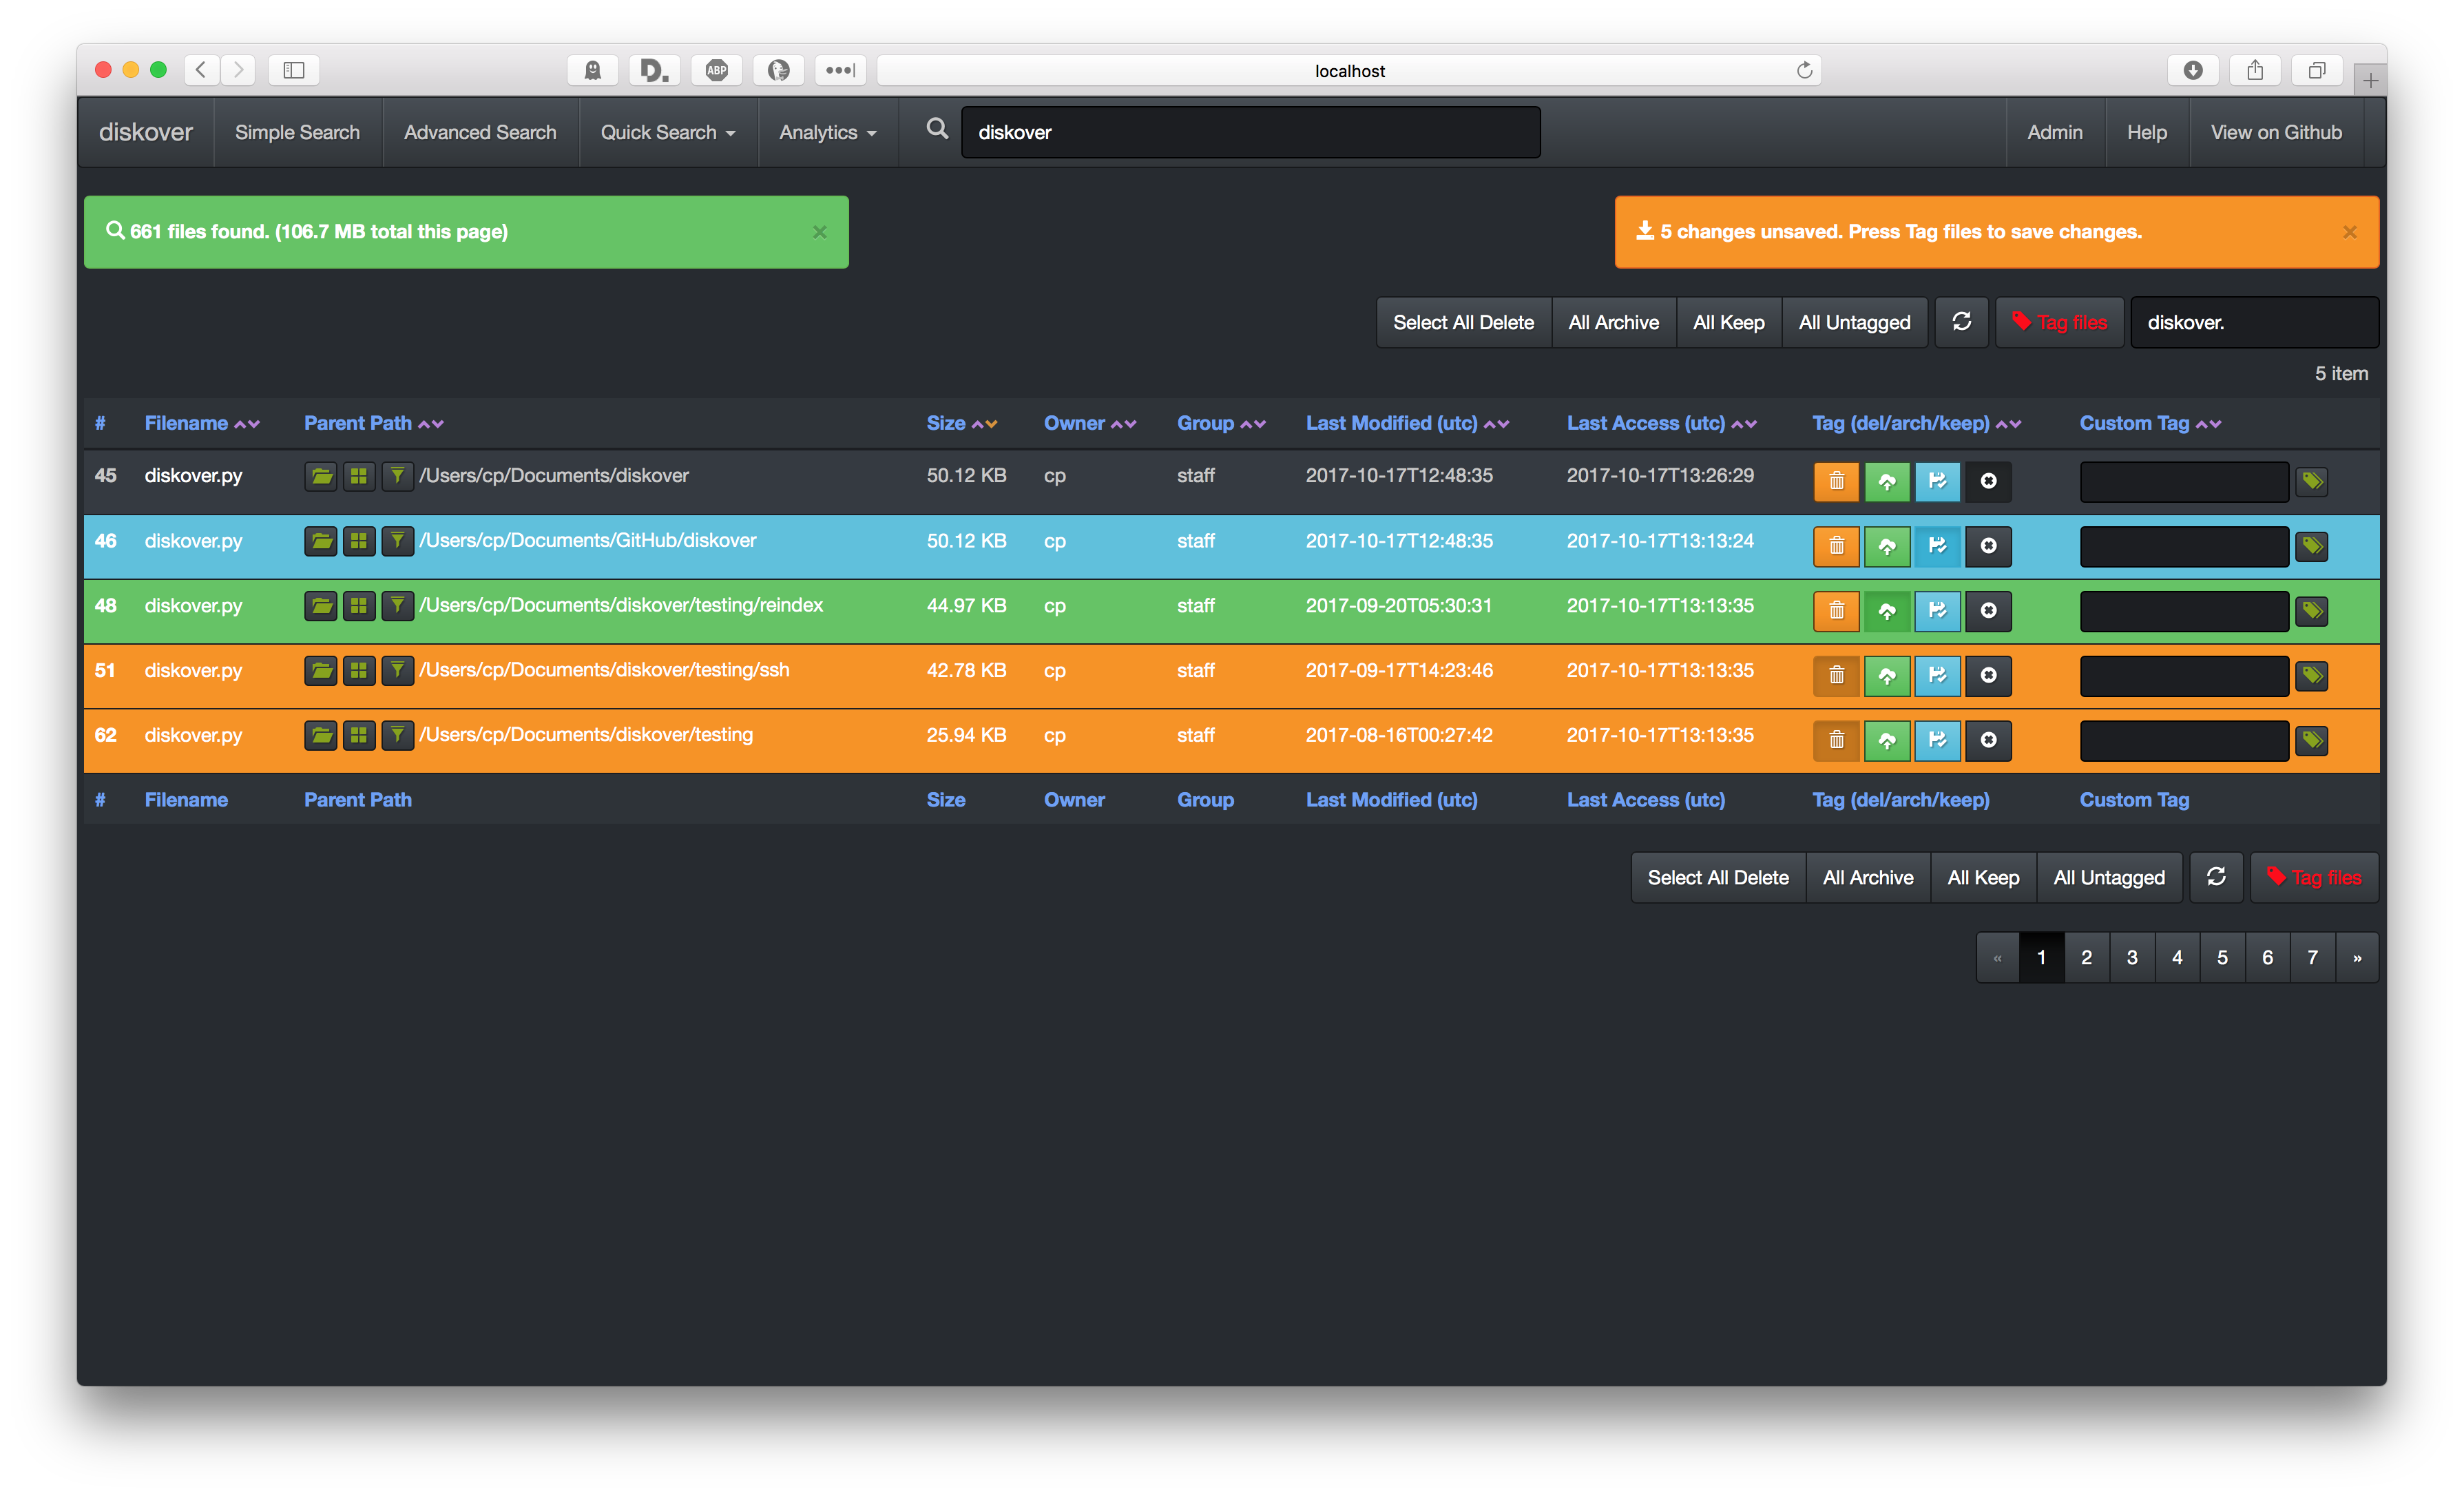 localhost
diskover Simple Search Advanced Search Quick Search Analytics diskover Admin Help View on Github
661 files found. (106.7 MB total this page) ×
5 changes unsaved. Press Tag files to save changes. ×
Select All Delete All Archive All Keep All Untagged Tag files diskover.
5 item
# Filename Parent Path Size Owner Group Last Modified (utc) Last Access (utc) Tag (del/arch/keep) Custom Tag
45 diskover.py /Users/cp/Documents/diskover 50.12 KB cp staff 2017-10-17T12:48:35 2017-10-17T13:26:29
46 diskover.py /Users/cp/Documents/GitHub/diskover 50.12 KB cp staff 2017-10-17T12:48:35 2017-10-17T13:13:24
48 diskover.py /Users/cp/Documents/diskover/testing/reindex 44.97 KB cp staff 2017-09-20T05:30:31 2017-10-17T13:13:35
51 diskover.py /Users/cp/Documents/diskover/testing/ssh 42.78 KB cp staff 2017-09-17T14:23:46 2017-10-17T13:13:35
62 diskover.py /Users/cp/Documents/diskover/testing 25.94 KB cp staff 2017-08-16T00:27:42 2017-10-17T13:13:35
# Filename Parent Path Size Owner Group Last Modified (utc) Last Access (utc) Tag (del/arch/keep) Custom Tag
Select All Delete All Archive All Keep All Untagged Tag files
« 1 2 3 4 5 6 7 »